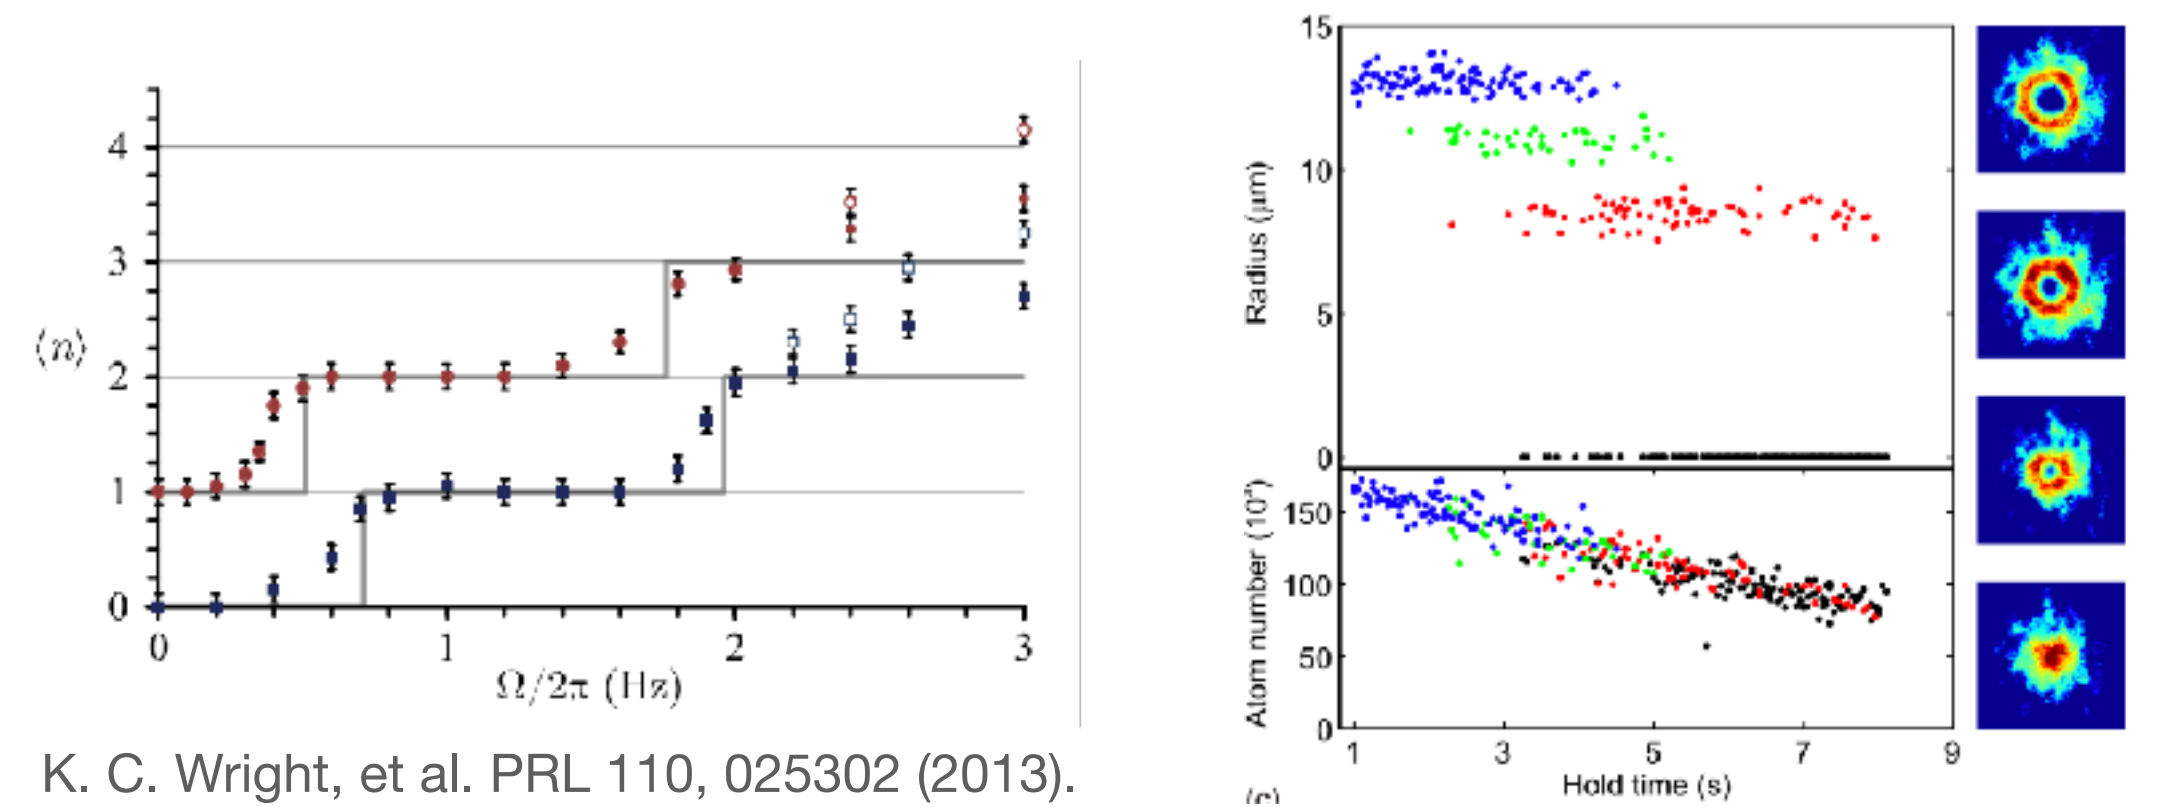 4
3
2
1
0
⟨n⟩
0 1 2 3
Ω/2π (Hz)
K. C. Wright, et al. PRL 110, 025302 (2013).
15
10
5
0
Radius (μm)
150
100
50
0
Atom number (10³)
1 3 5 7 9
Hold time (s)
(c)